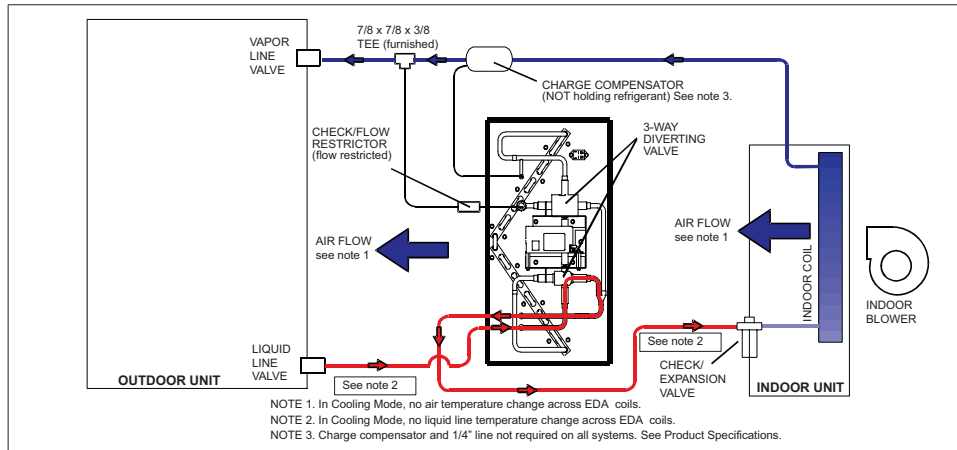 7/8 x 7/8 x 3/8
TEE (furnished)
VAPOR
LINE
VALVE
CHARGE COMPENSATOR
(NOT holding refrigerant) See note 3.
3-WAY
DIVERTING
VALVE
CHECK/FLOW
RESTRICTOR
(flow restricted)
AIR FLOW
see note 1
AIR FLOW
see note 1
INDOOR COIL
INDOOR
BLOWER
LIQUID
LINE
VALVE
See note 2
See note 2
CHECK/
EXPANSION
VALVE
OUTDOOR UNIT
INDOOR UNIT
NOTE 1. In Cooling Mode, no air temperature change across EDA coils.
NOTE 2. In Cooling Mode, no liquid line temperature change across EDA coils.
NOTE 3. Charge compensator and 1/4" line not required on all systems. See Product Specifications.